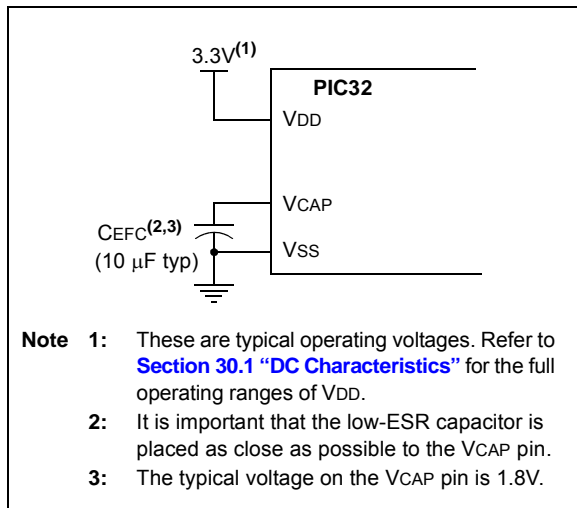 3.3V(1)
PIC32
VDD
VCAP
CEFC(2,3)
(10 μF typ)
VSS
Note 1: These are typical operating voltages. Refer to
Section 30.1 “DC Characteristics” for the full
operating ranges of VDD.
2: It is important that the low-ESR capacitor is
placed as close as possible to the VCAP pin.
3: The typical voltage on the VCAP pin is 1.8V.